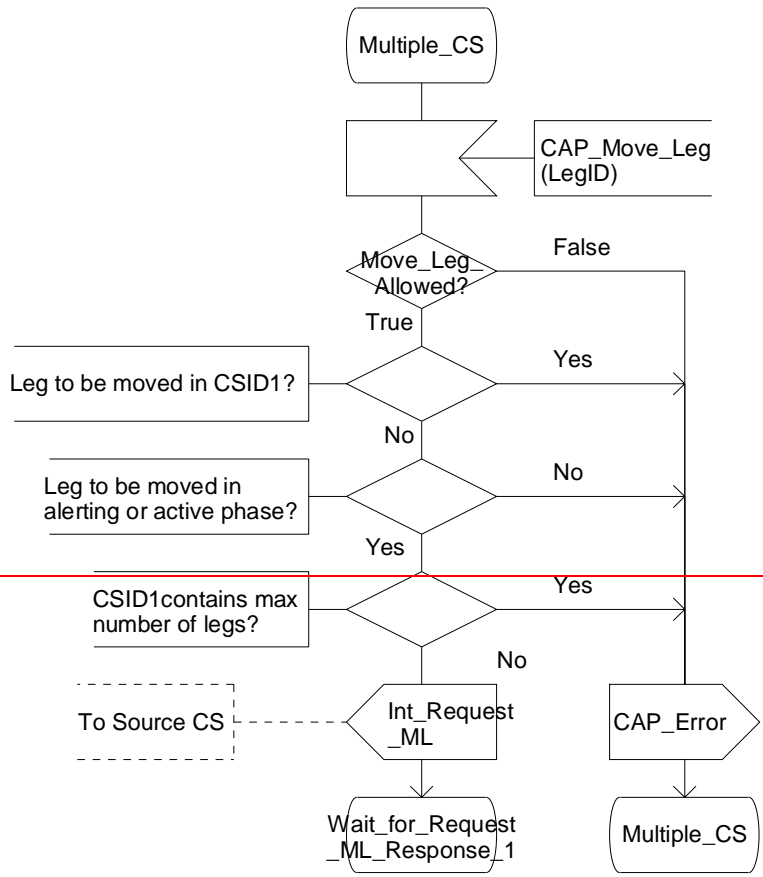 Multiple_CS
CAP_Move_Leg
(LegID)
Move_Leg_
Allowed?
False
True
Leg to be moved in CSID1?
Yes
No
Leg to be moved in
alerting or active phase?
No
Yes
CSID1contains max
number of legs?
Yes
No
To Source CS
Int_Request
_ML
CAP_Error
Wait_for_Request
_ML_Response_1
Multiple_CS